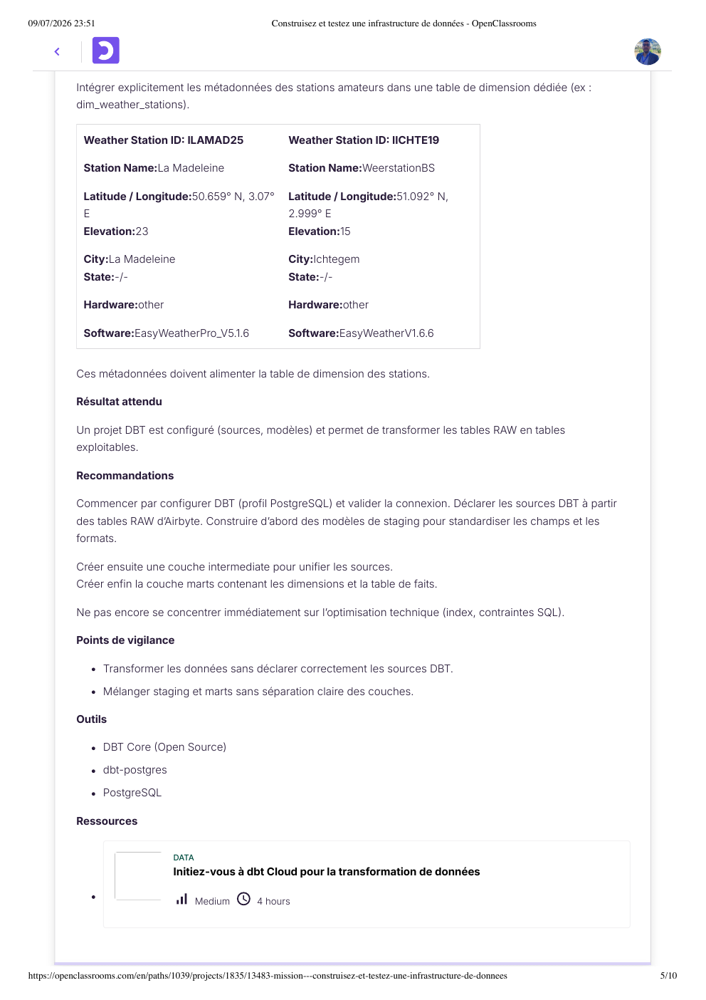 09/07/2026 23:51
Construisez et testez une infrastructure de données - OpenClassrooms
Intégrer explicitement les métadonnées des stations amateurs dans une table de dimension dédiée (ex :
dim_weather_stations).
Weather Station ID: ILAMAD25
Station Name:La Madeleine
Latitude / Longitude:50.659° N, 3.07°
E
Elevation:23
City:La Madeleine
State:-/-
Hardware:other
Software:EasyWeatherPro_V5.1.6
Weather Station ID: IICHTE19
Station Name:WeerstationBS
Latitude / Longitude:51.092° N,
2.999° E
Elevation:15
City:Ichtegem
State:-/-
Hardware:other
Software:EasyWeatherV1.6.6
Ces métadonnées doivent alimenter la table de dimension des stations.
Résultat attendu
Un projet DBT est configuré (sources, modèles) et permet de transformer les tables RAW en tables
exploitables.
Recommandations
Commencer par configurer DBT (profil PostgreSQL) et valider la connexion. Déclarer les sources DBT à partir
des tables RAW d’Airbyte. Construire d’abord des modèles de staging pour standardiser les champs et les
formats.
Créer ensuite une couche intermediate pour unifier les sources.
Créer enfin la couche marts contenant les dimensions et la table de faits.
Ne pas encore se concentrer immédiatement sur l’optimisation technique (index, contraintes SQL).
Points de vigilance
• Transformer les données sans déclarer correctement les sources DBT.
• Mélanger staging et marts sans séparation claire des couches.
Outils
• DBT Core (Open Source)
• dbt-postgres
• PostgreSQL
Ressources
DATA
Initiez-vous à dbt Cloud pour la transformation de données
• Medium 4 hours
https://openclassrooms.com/en/paths/1039/projects/1835/13483-mission---construisez-et-testez-une-infrastructure-de-donnees
5/10